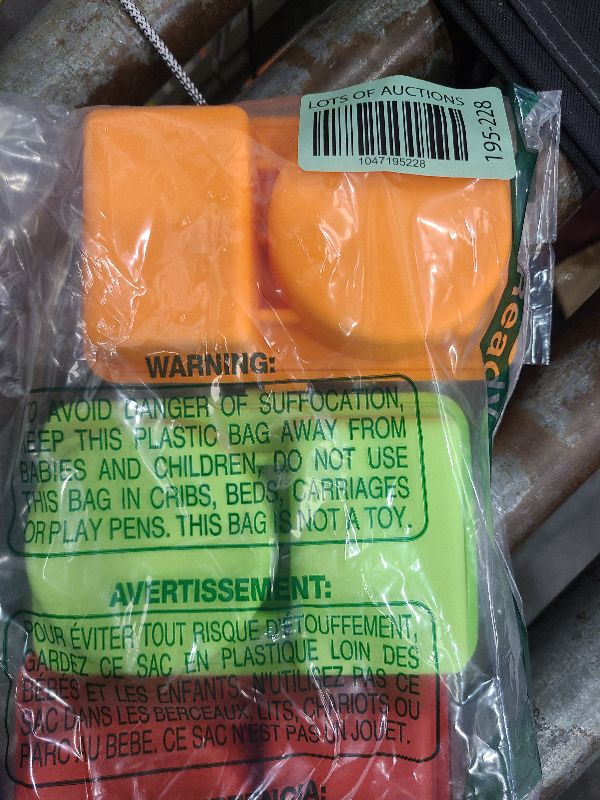 LOTS OF AUCTIONS
1047195228
195-228
WARNING:
O AVOID DANGER OF SUFFOCATION,
EEP THIS PLASTIC BAG AWAY FROM
BABIES AND CHILDREN, DO NOT USE
THIS BAG IN CRIBS, BEDS, CARRIAGES
OR PLAY PENS. THIS BAG IS NOT A TOY.
AVERTISSEMENT:
POUR ÉVITER TOUT RISQUE D'ÉTOUFFEMENT,
GARDEZ CE SAC EN PLASTIQUE LOIN DES
BÉBÉS ET LES ENFANTS, N'UTILISEZ PAS CE
SAC DANS LES BERCEAUX, LITS, CHARIOTS OU
PARC AU BEBE. CE SAC N'EST PAS UN JOUET.